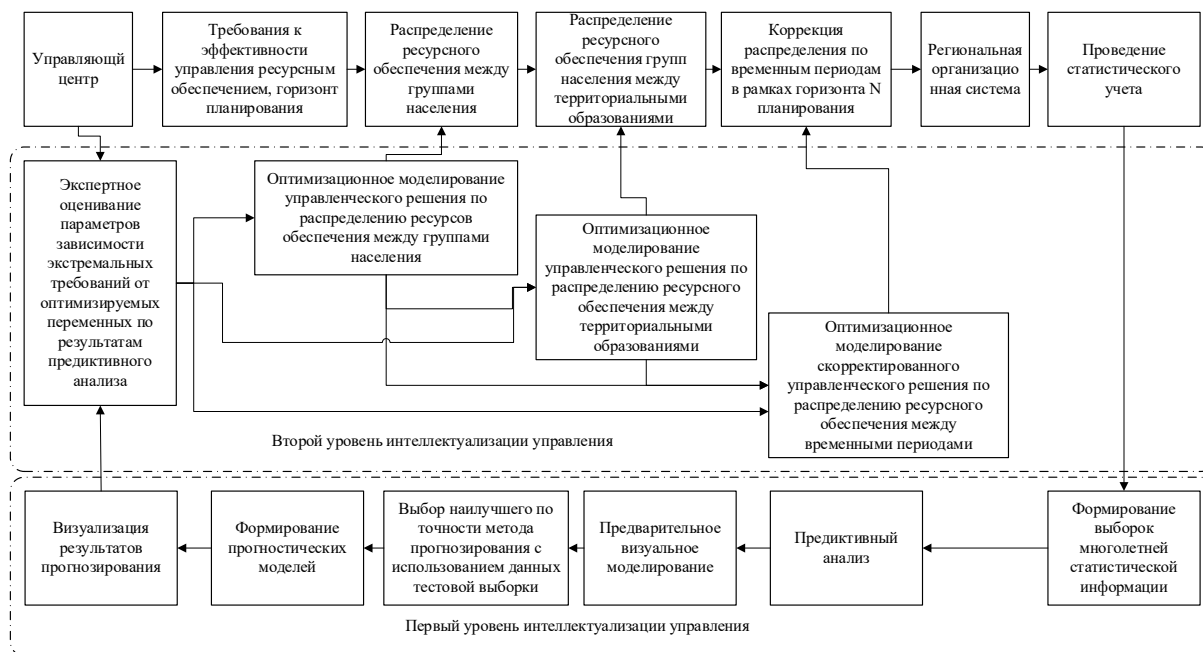 Управляющй
центр
Требования к
эффективности
управления ресурсным
обеспечением, горизонт
планирования
Распределение
ресурсного
обеспечения между
группами
населения
Распределение
ресурсного
обеспечения групп
населения между
территориальными
образованиями
Коррекция
распределения по
временным периодам
в рамках горизонта N
планирования
Региональная
организацио
нная система
Проведение
статистического
учета
Экспертное
оценивание
параметров
зависимости
экстремальных
требований от
оптимизируемых
переменных по
результатам
предиктивного
анализа
Оптимизационное моделирование
управленческого решения по
распределению ресурсов
обеспечения между группами
населения
Оптимизационное
моделирование
управленческого решения по
распределению ресурсного
обеспечения между
территориальными
образованиями
Оптимизационное
моделирование
скорректированного
управленческого решения по
распределению ресурсного
обеспечения между
временными периодами
Второй уровень интеллектуализации управления
Визуализация
результатов
прогнозирования
Формирование
прогностических
моделей
Выбор наилучшего по
точности метода
прогнозирования с
использованием данных
тестовой выборки
Предварительное
визуальное
моделирование
Предиктивный
анализ
Формирование
выборок
многолетней
статистической
информации
Первый уровень интеллектуализации управления